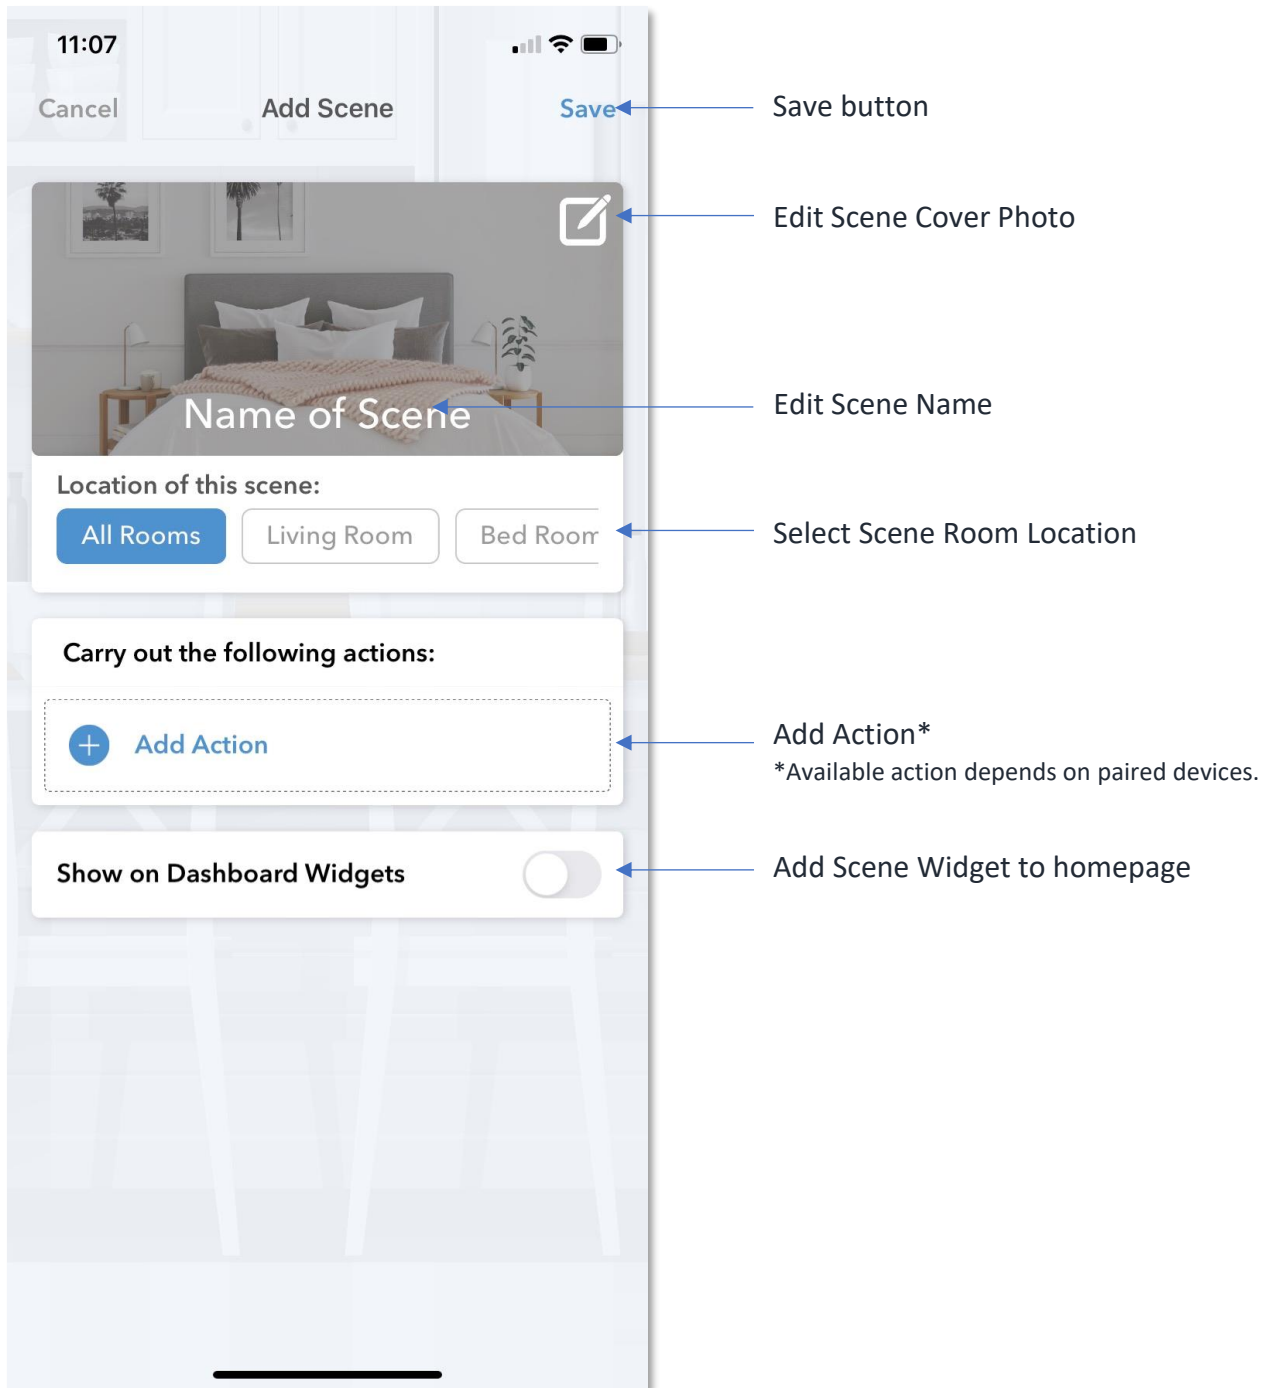 11:07
Cancel Add Scene Save
Save button
Edit Scene Cover Photo
Name of Scene
Edit Scene Name
Location of this scene:
All Rooms Living Room Bed Room
Select Scene Room Location
Carry out the following actions:
Add Action
Add Action*
*Available action depends on paired devices.
Show on Dashboard Widgets
Add Scene Widget to homepage